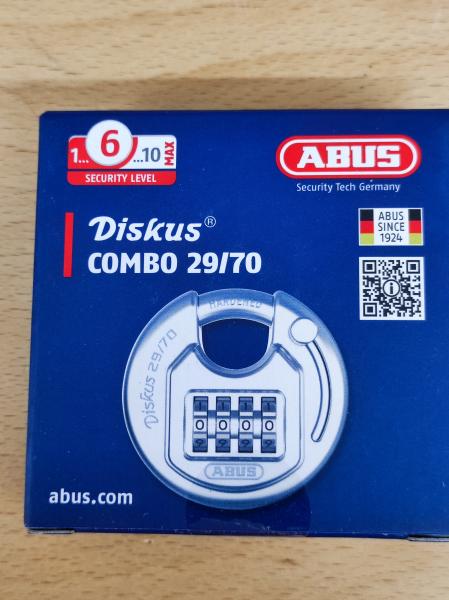 1... 6 ...10 MAX
SECURITY LEVEL
ABUS
Security Tech Germany
Diskus®
COMBO 29/70
ABUS
SINCE
1924
HARDENED
Diskus 29/70
0 0 0 0
ABUS
abus.com